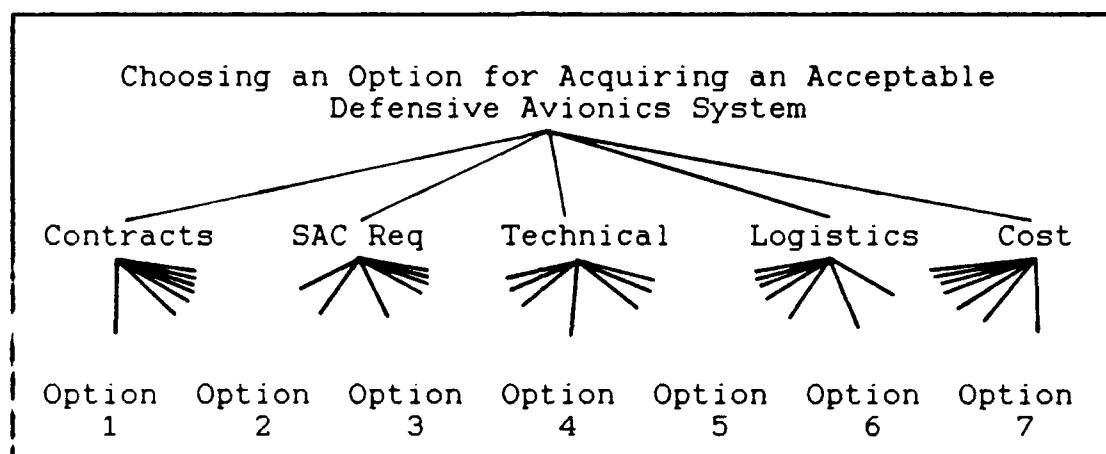 Choosing an Option for Acquiring an Acceptable
Defensive Avionics System
Contracts SAC Req Technical Logistics Cost
Option Option Option Option Option Option Option
1 2 3 4 5 6 7